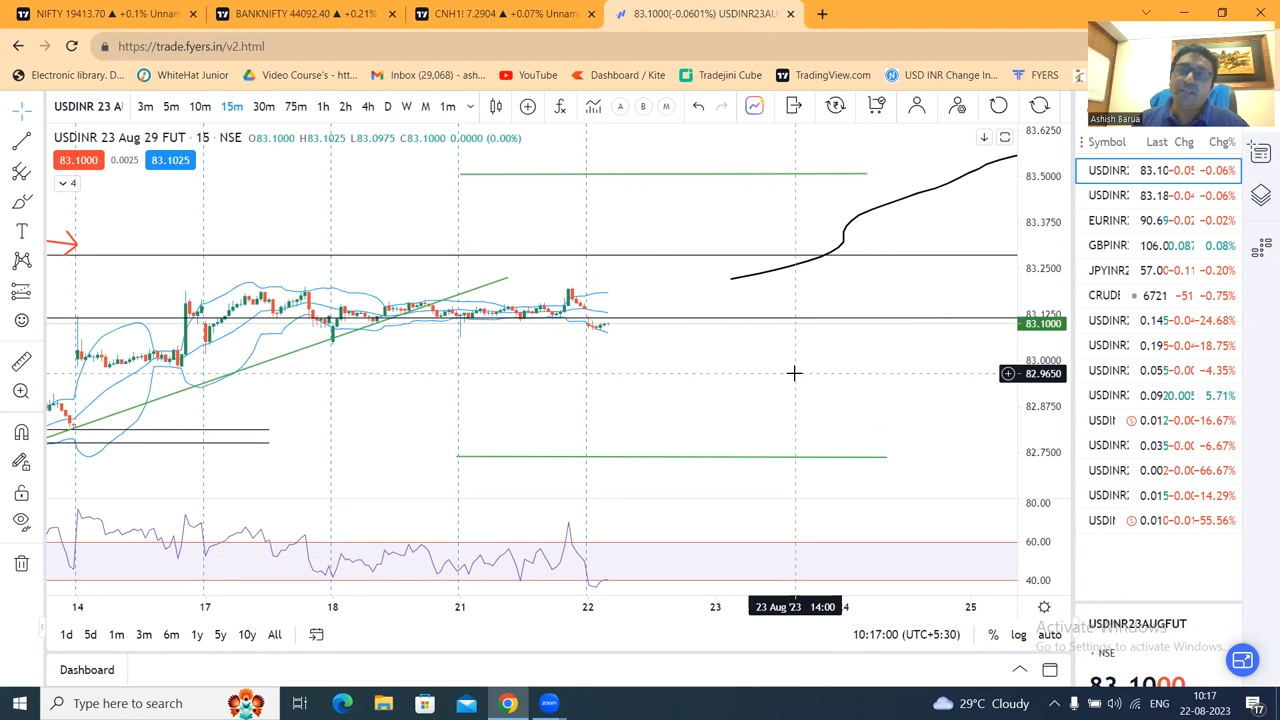 NIFTY 19413.70 ▲ +0.1% Unnam
BANKNIFTY 44092.40 ▲ +0.21%
CNH1! 7.2904 ▲ +0.07% Unnam
83.1000(-0.0601%) USDINR23AU
https://trade.fyers.in/v2.html
Electronic library. D...
WhiteHat Junior
Video Course's - htt...
Inbox (29,068) - ash...
YouTube
Dashboard / Kite
Tradejini Cube
TradingView.com
USD INR Change In...
FYERS
Ashish Barua
USDINR 23 A
3m 5m 10m 15m 30m 75m 1h 2h 4h D W M 1m
A B M
USDINR 23 Aug 29 FUT · 15 · NSE O83.1000 H83.1025 L83.0975 C83.1000 0.0000 (0.00%)
83.1000 0.0025 83.1025
4
83.6250
83.5000
83.3750
83.2500
83.1250
83.1000
83.0000
82.9650
82.8750
82.7500
80.00
60.00
40.00
14 17 18 21 22 23 23 Aug '23 14:00 24 25
1d 5d 1m 3m 6m 1y 5y 10y All
10:17:00 (UTC+5:30) % log auto
Dashboard
Symbol Last Chg Chg%
USDINR 83.10 -0.05 -0.06%
USDINR 83.18 -0.04 -0.06%
EURINR 90.69 -0.02 -0.02%
GBPINR 106.0 0.087 0.08%
JPYINR2 57.00 -0.11 -0.20%
CRUDE 6721 -51 -0.75%
USDINR 0.145 -0.04 -24.68%
USDINR 0.195 -0.04 -18.75%
USDINR 0.055 -0.00 -4.35%
USDINR 0.092 0.005 5.71%
USDIN S 0.012 -0.00 -16.67%
USDINR 0.035 -0.00 -6.67%
USDINR 0.002 -0.00 -66.67%
USDINR 0.015 -0.00 -14.29%
USDIN S 0.010 -0.01 -55.56%
USDINR23AUGFUT
NSE
83.1000
Activate Windows
Go to Settings to activate Windows.
Type here to search
zoom
29°C Cloudy
ENG
10:17
22-08-2023
17